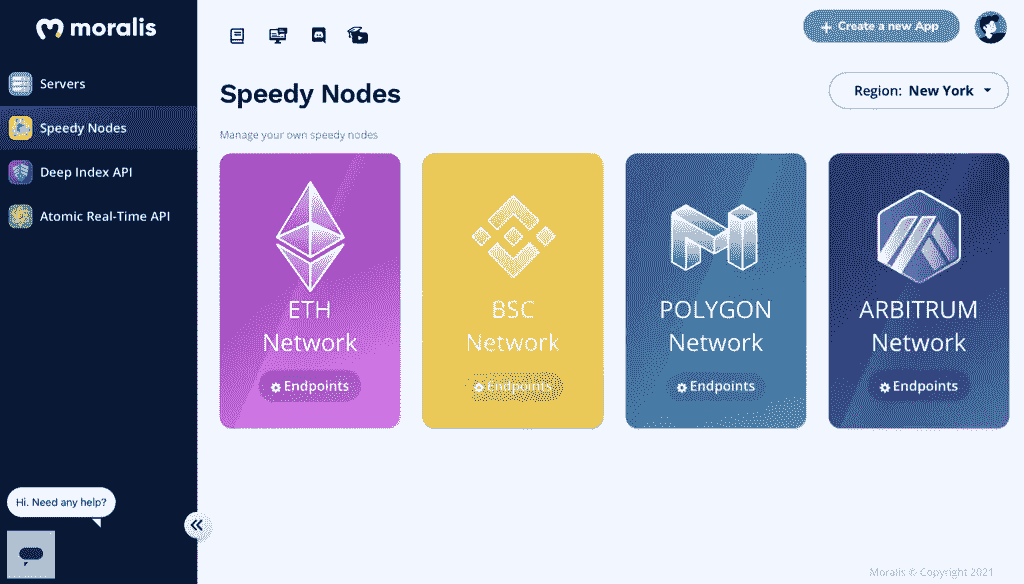 moralis
Servers
Speedy Nodes
Deep Index API
Atomic Real-Time API
Hi. Need any help?
+ Create a new App
Speedy Nodes
Region: New York
Manage your own speedy nodes
ETH
Network
Endpoints
BSC
Network
Endpoints
POLYGON
Network
Endpoints
ARBITRUM
Network
Endpoints
Moralis © Copyright 2021